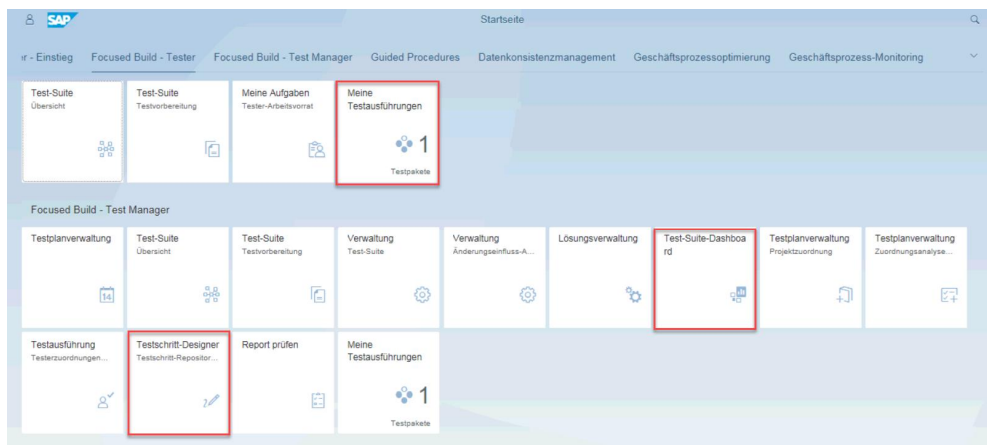 SAP
Startseite
r - Einstieg Focused Build - Tester Focused Build - Test Manager Guided Procedures Datenkonsistenzmanagement Geschäftsprozessoptimierung Geschäftsprozess-Monitoring
Test-Suite
Übersicht
Test-Suite
Testvorbereitung
Meine Aufgaben
Tester-Arbeitsvorrat
Meine
Testausführungen
1
Testpakete
Focused Build - Test Manager
Testplanverwaltung
14
Test-Suite
Übersicht
Test-Suite
Testvorbereitung
Verwaltung
Test-Suite
Verwaltung
Änderungseinfluss-A...
Lösungsverwaltung
Test-Suite-Dashboa
rd
Testplanverwaltung
Projektzuordnung
Testplanverwaltung
Zuordnungsanalyse...
Testausführung
Testerzuordnungen...
Testschritt-Designer
Testschritt-Repositor...
Report prüfen
Meine
Testausführungen
1
Testpakete